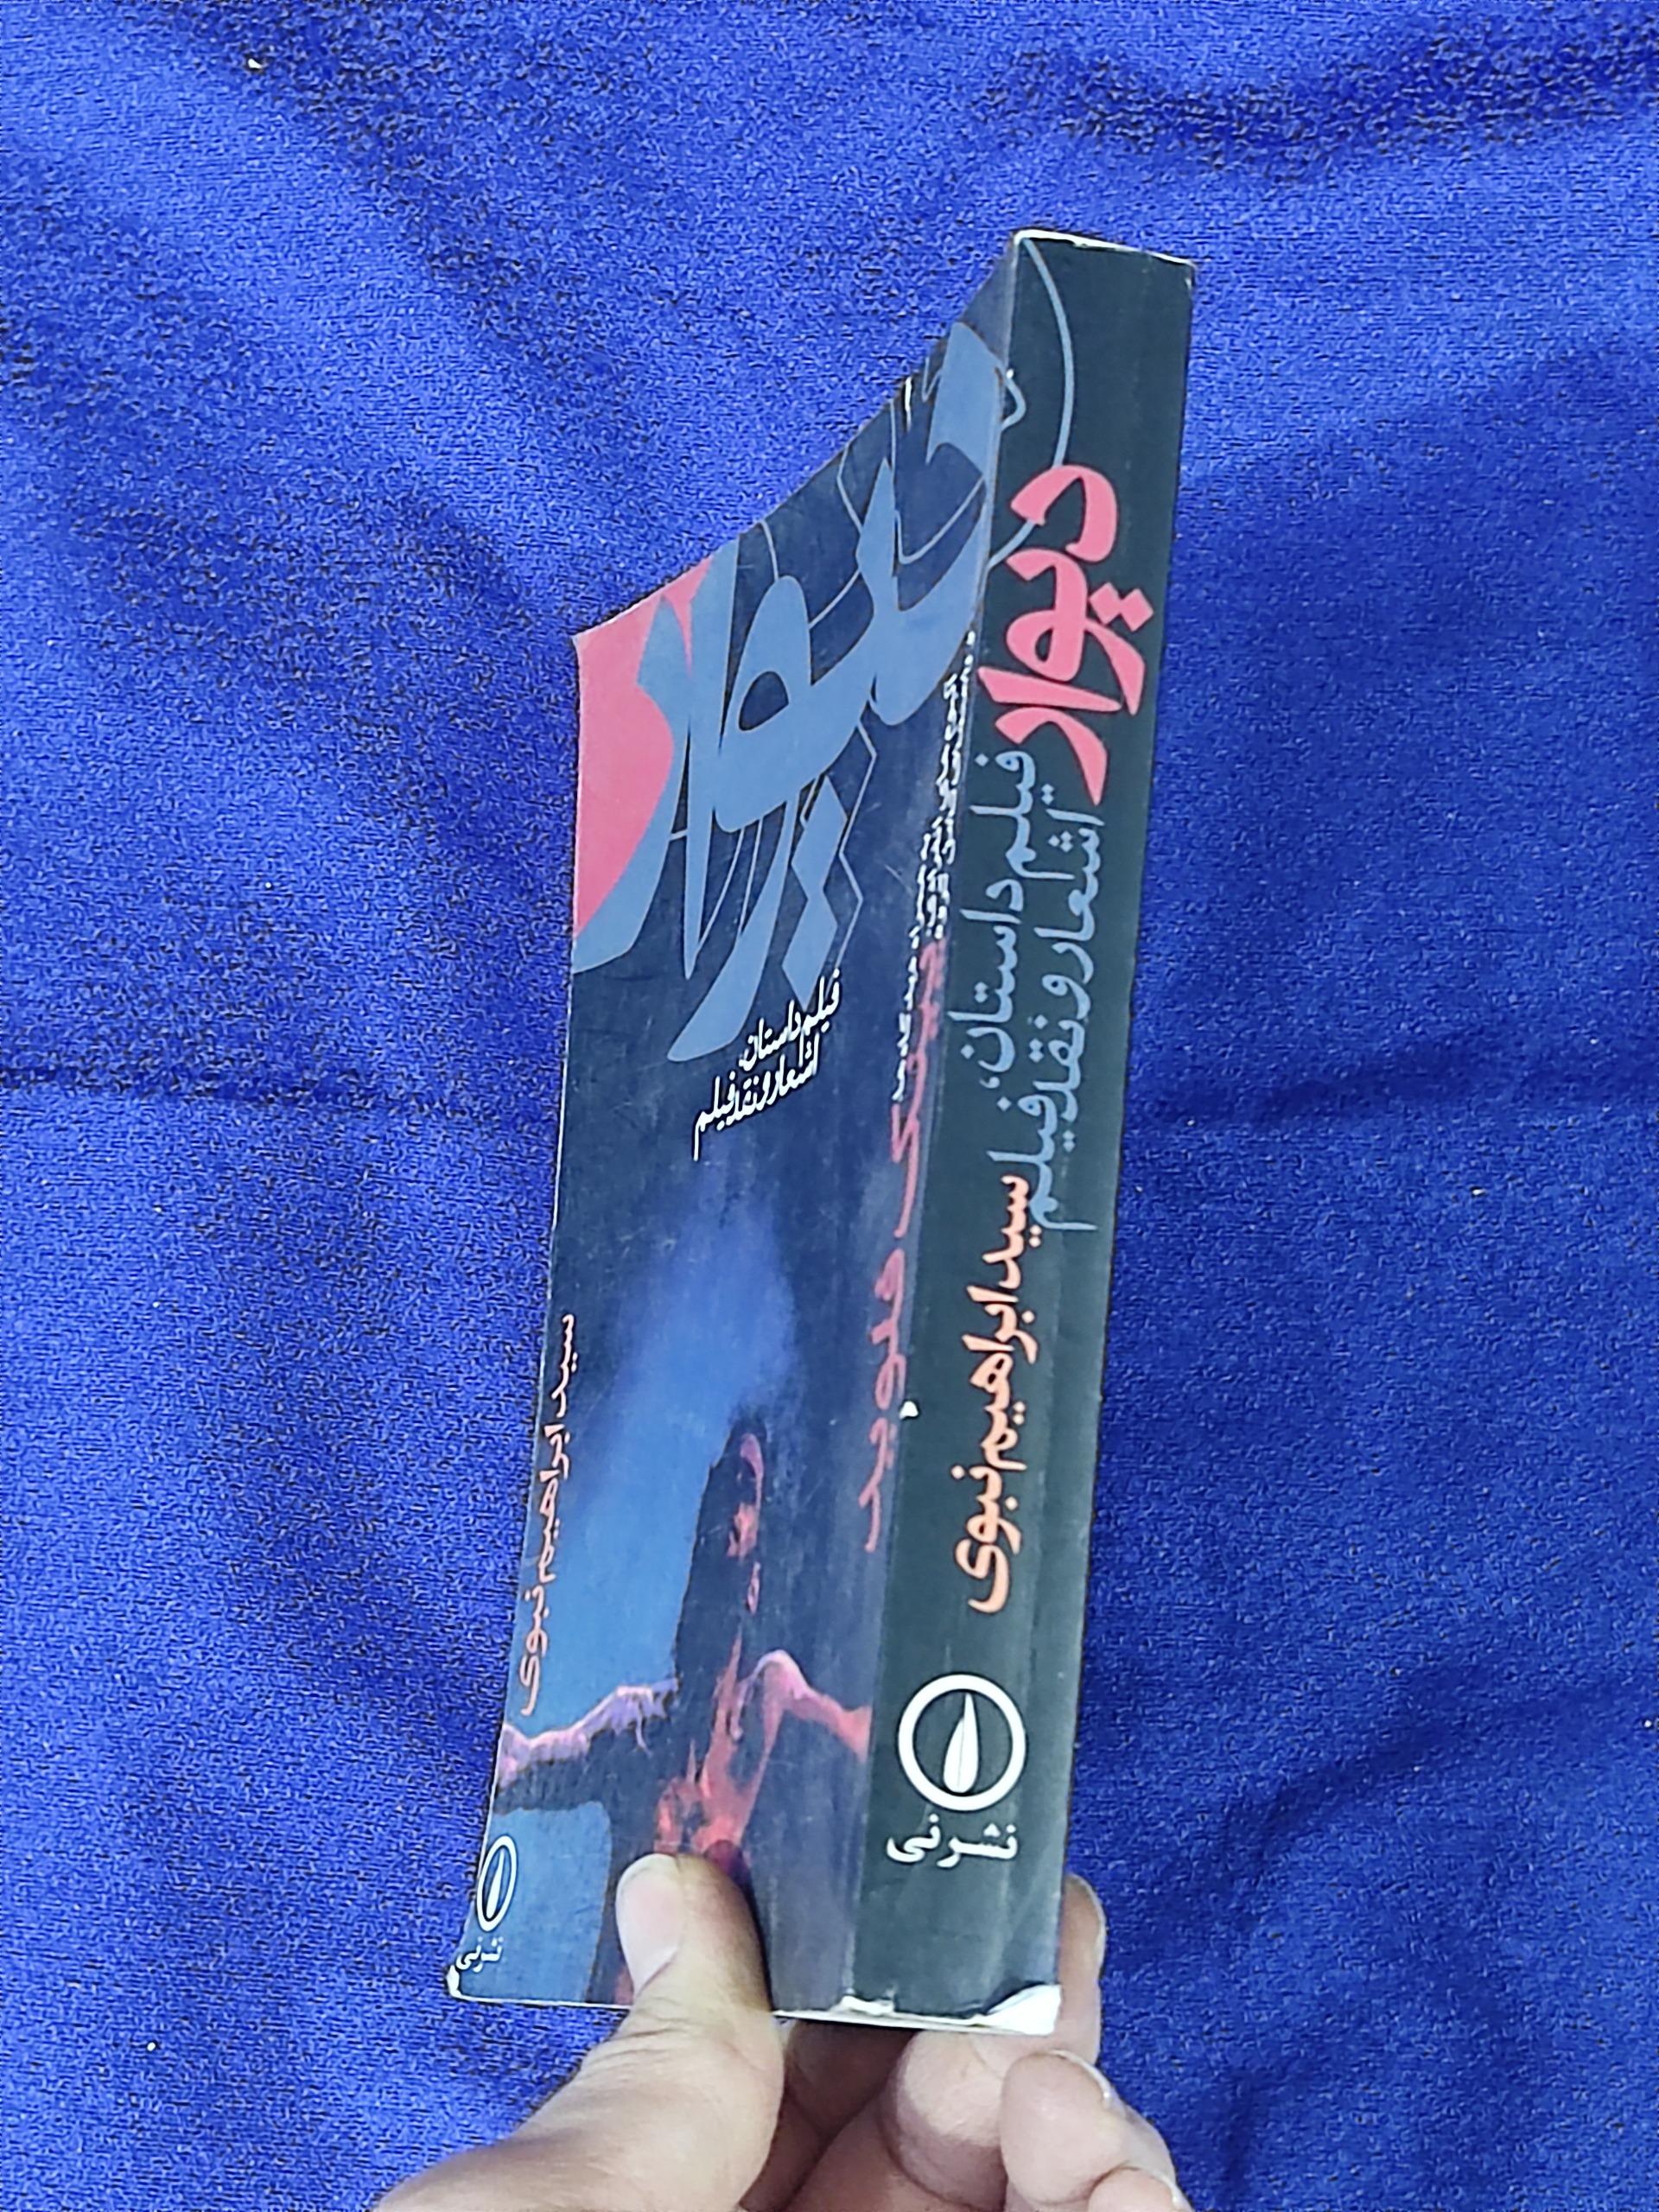 دیوار
فیلم داستان،
اشعار و نقد فیلم
سید ابراهیم نبوی
نشر نی
دیوار
فیلم داستان،
اشعار و نقد فیلم
پینک فلوید
سید ابراهیم نبوی
نشر نی